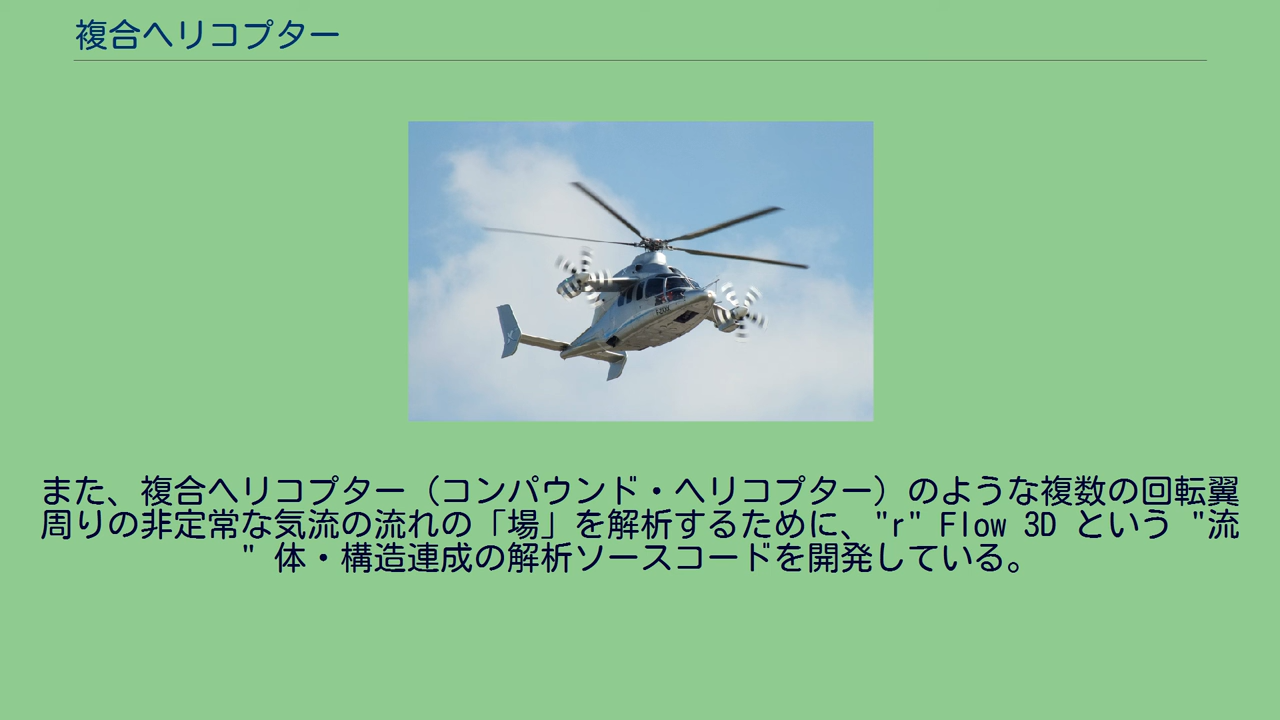 複合ヘリコプター
また、複合ヘリコプター（コンパウンド・ヘリコプター）のような複数の回転翼
周りの非定常な気流の流れの「場」を解析するために、"r" Flow 3D という "流
" 体・構造連成の解析ソースコードを開発している。